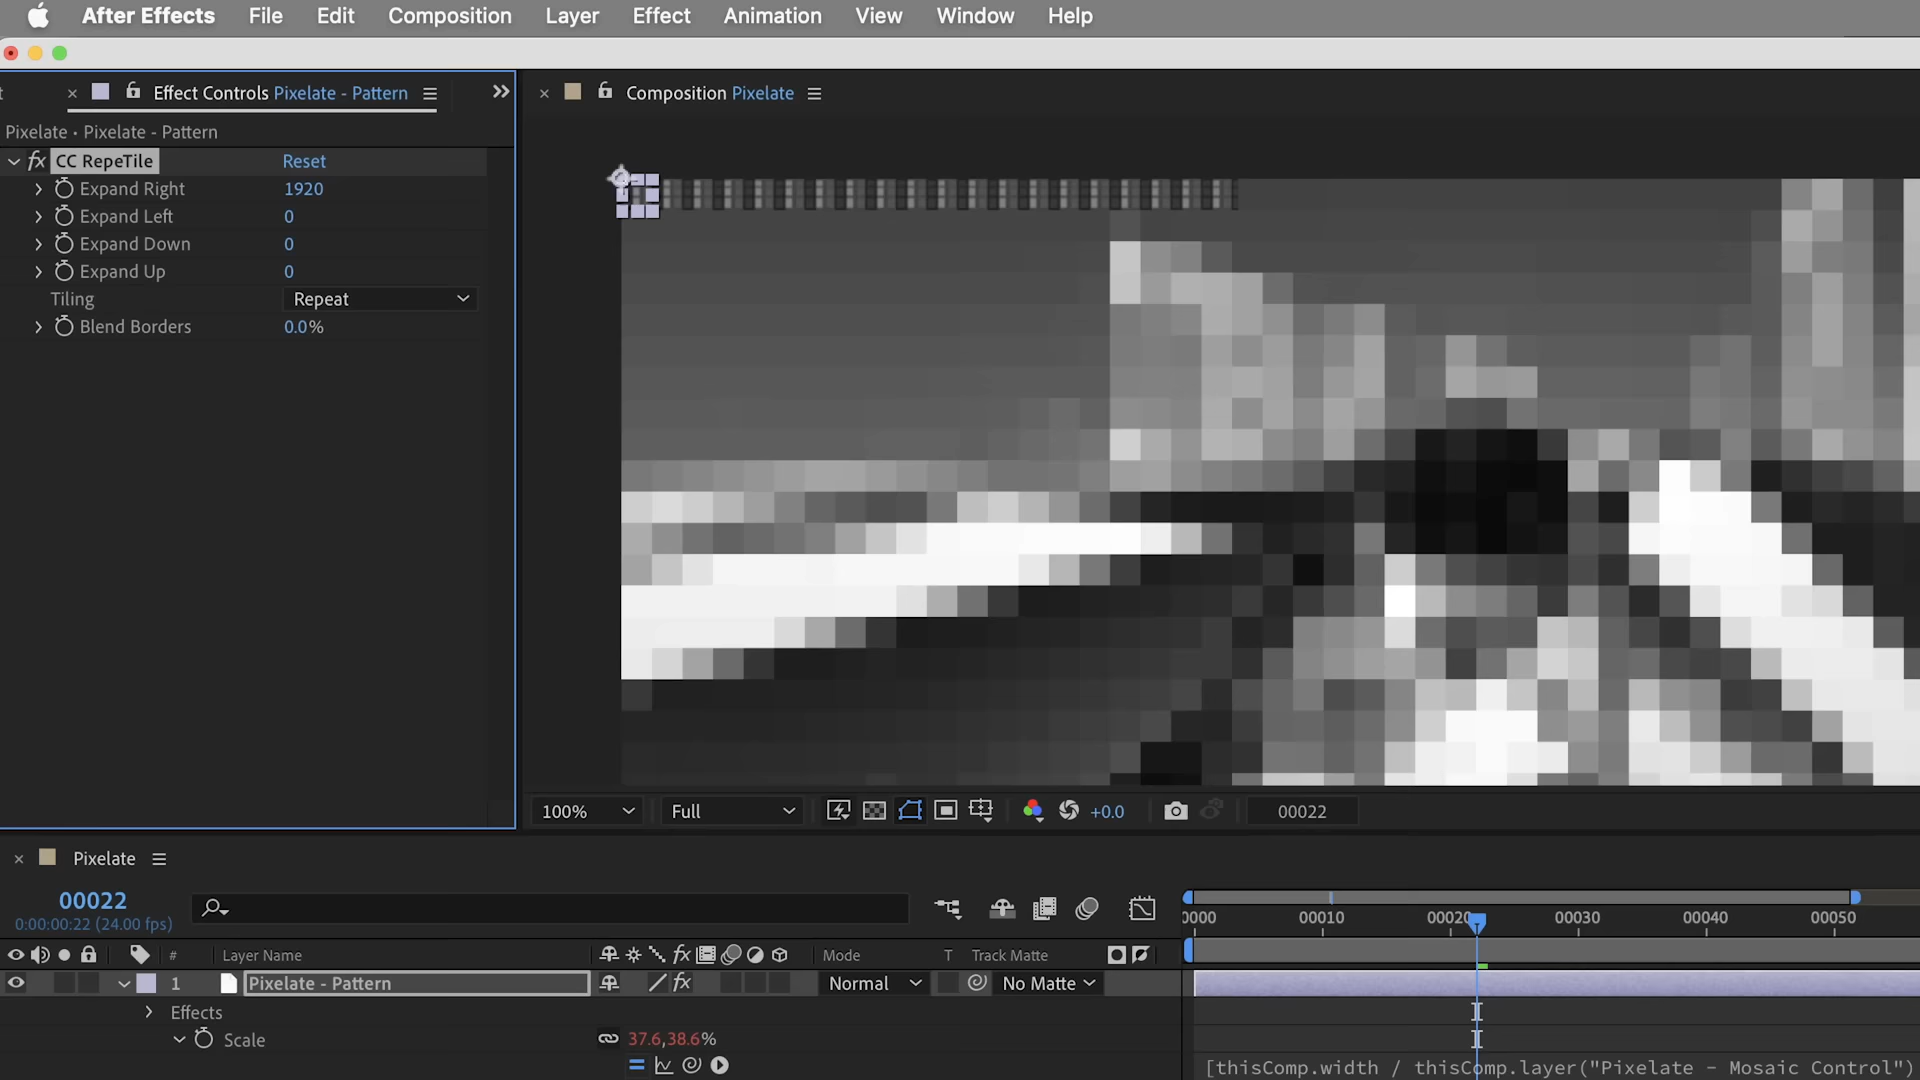 After Effects File Edit Composition Layer Effect Animation View Window Help
Effect Controls Pixelate - Pattern
Composition Pixelate
Pixelate • Pixelate - Pattern
fx CC RepeTile Reset
Expand Right 1920
Expand Left 0
Expand Down 0
Expand Up 0
Tiling Repeat
Blend Borders 0.0%
100% Full +0.0 00022
Pixelate
00022
0:00:00:22 (24.00 fps)
0000 00010 00020 00030 00040 00050
# Layer Name fx Mode T Track Matte
1 Pixelate - Pattern fx Normal No Matte
Effects
Scale 37.6,38.6%
[thisComp.width / thisComp.layer("Pixelate - Mosaic Control")